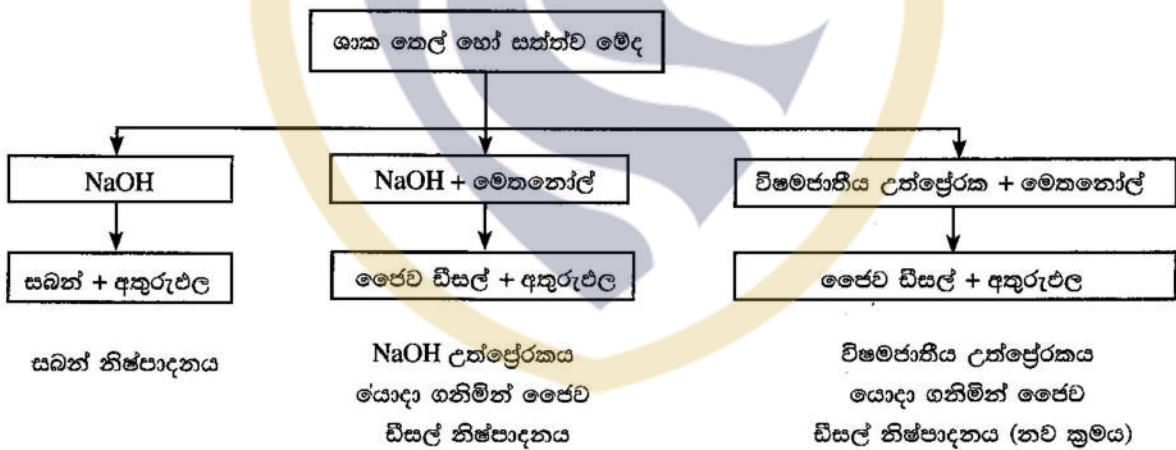 ශාක තෙල් හෝ සත්ත්ව මේද
NaOH
NaOH + මෙතනෝල්
විෂමජාතීය උත්ප්‍රේරක + මෙතනෝල්
සබන් + අතුරුඵල
ජෛව ඩීසල් + අතුරුඵල
ජෛව ඩීසල් + අතුරුඵල
සබන් නිෂ්පාදනය
NaOH උත්ප්‍රේරකය
යොදා ගනිමින් ජෛව
ඩීසල් නිෂ්පාදනය
විෂමජාතීය උත්ප්‍රේරකය
යොදා ගනිමින් ජෛව
ඩීසල් නිෂ්පාදනය (නව ක්‍රමය)